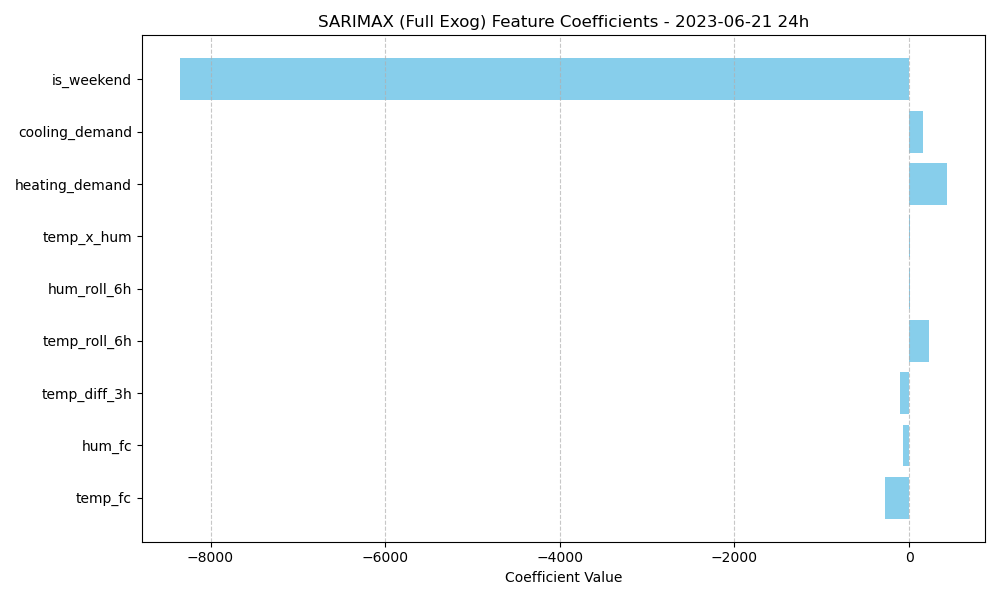 SARIMAX (Full Exog) Feature Coefficients - 2023-06-21 24h
is_weekend
cooling_demand
heating_demand
temp_x_hum
hum_roll_6h
temp_roll_6h
temp_diff_3h
hum_fc
temp_fc
−8000 −6000 −4000 −2000 0
Coefficient Value